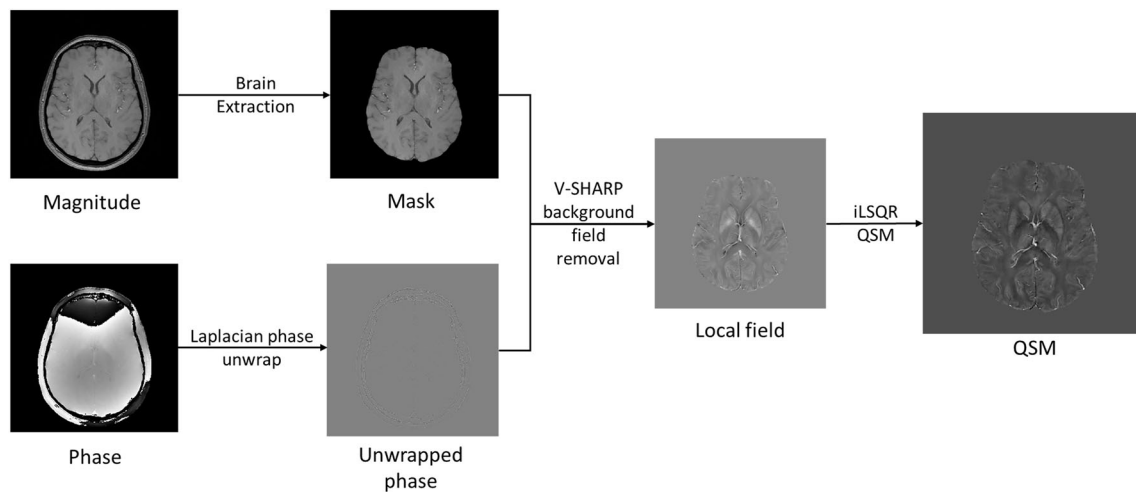 Brain
Extraction
Magnitude
Mask
V-SHARP
background
field
removal
iLSQR
QSM
Laplacian phase
unwrap
Local field
QSM
Phase
Unwrapped
phase